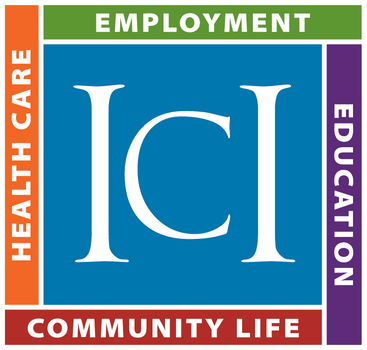 EMPLOYMENT
HEALTH CARE
ICI
EDUCATION
COMMUNITY LIFE